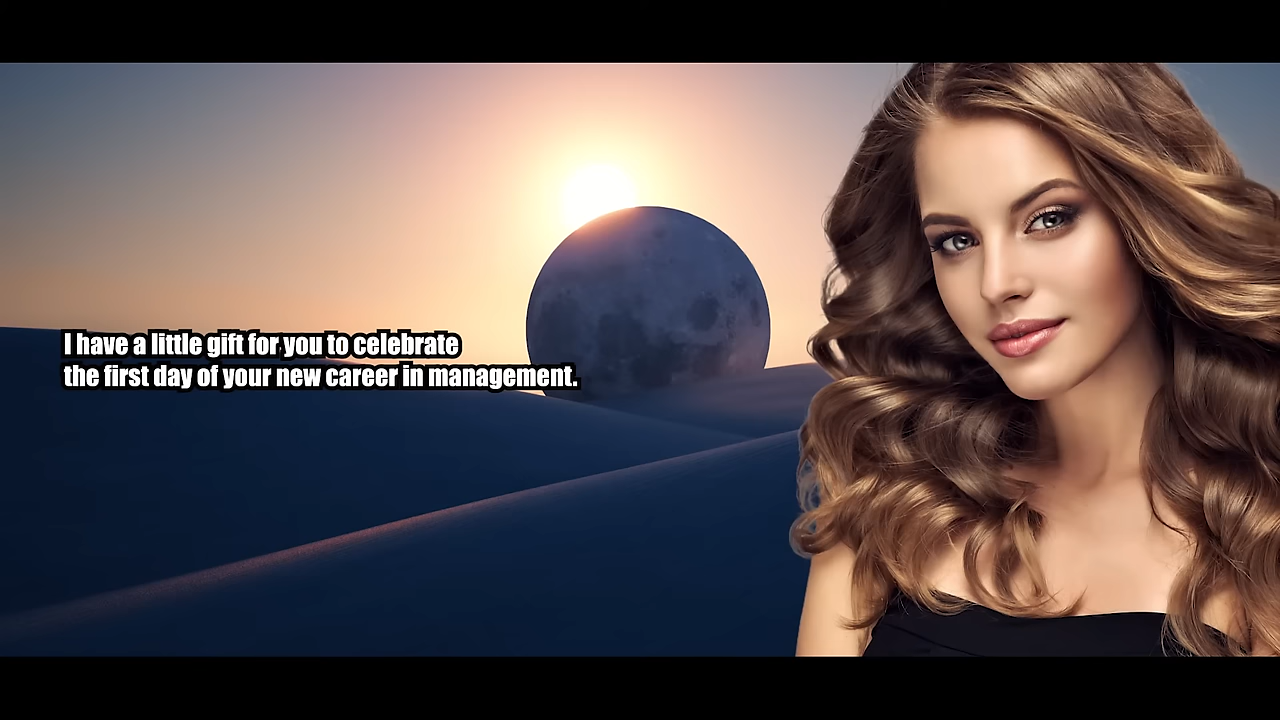 I have a little gift for you to celebrate
the first day of your new career in management.